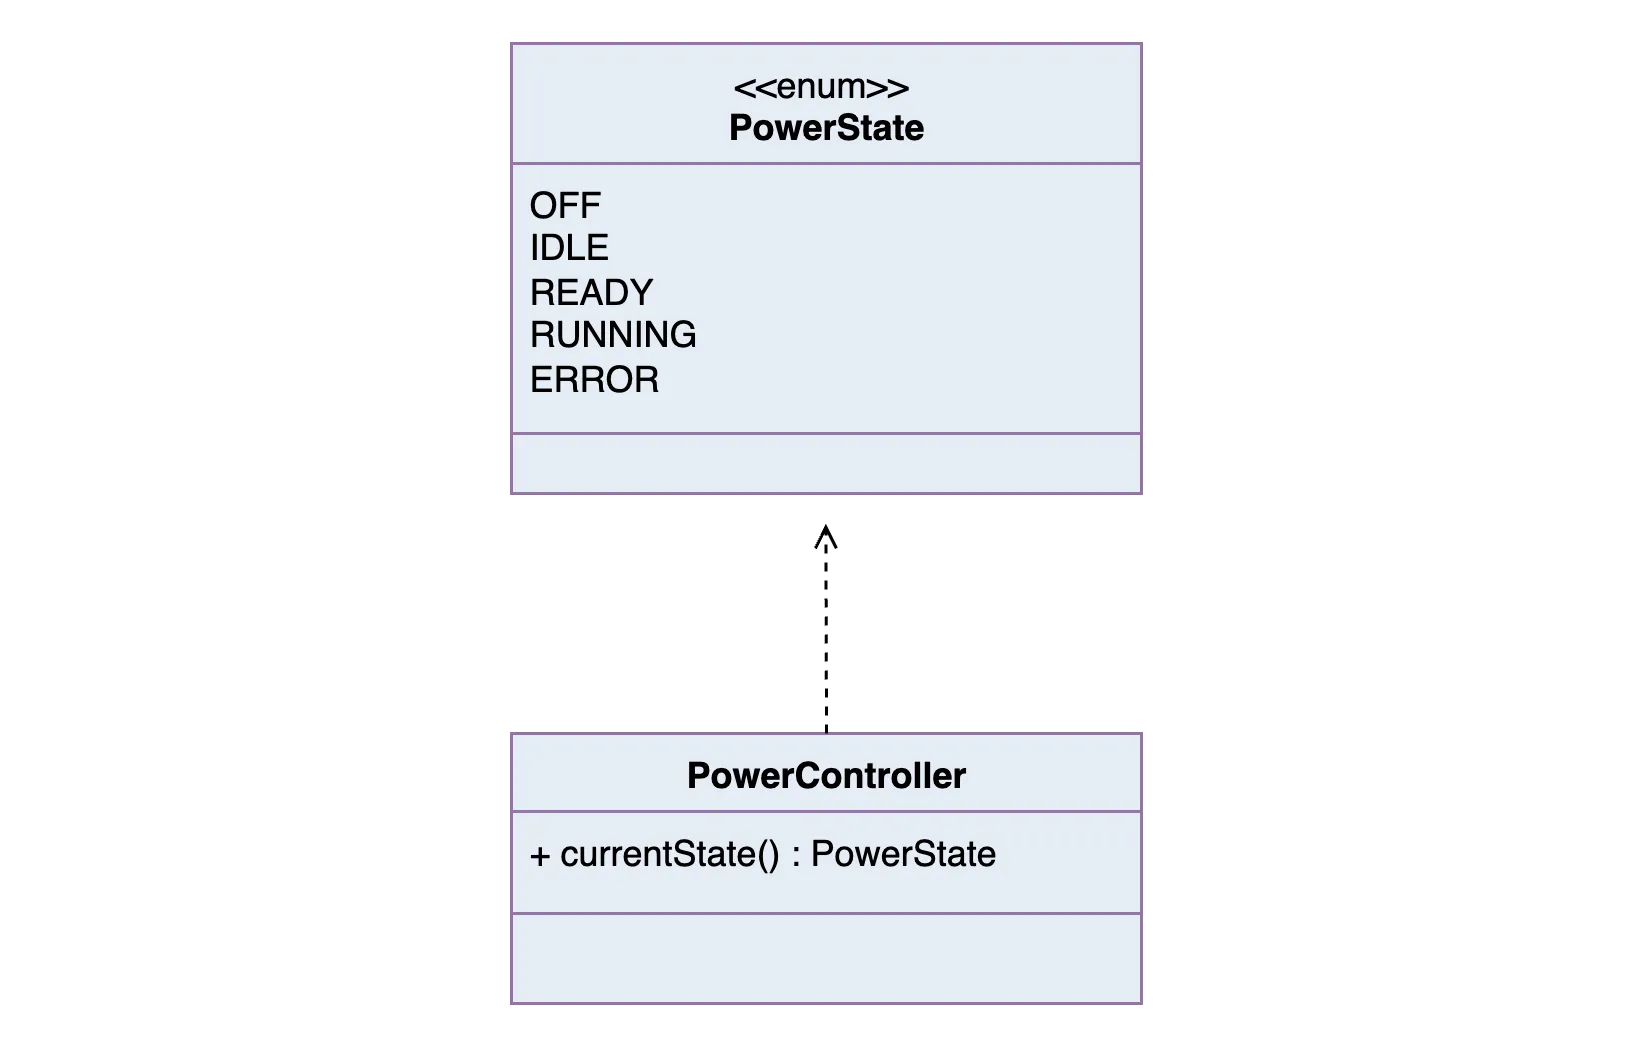 <<enum>>
PowerState
OFF
IDLE
READY
RUNNING
ERROR
PowerController
+ currentState() : PowerState